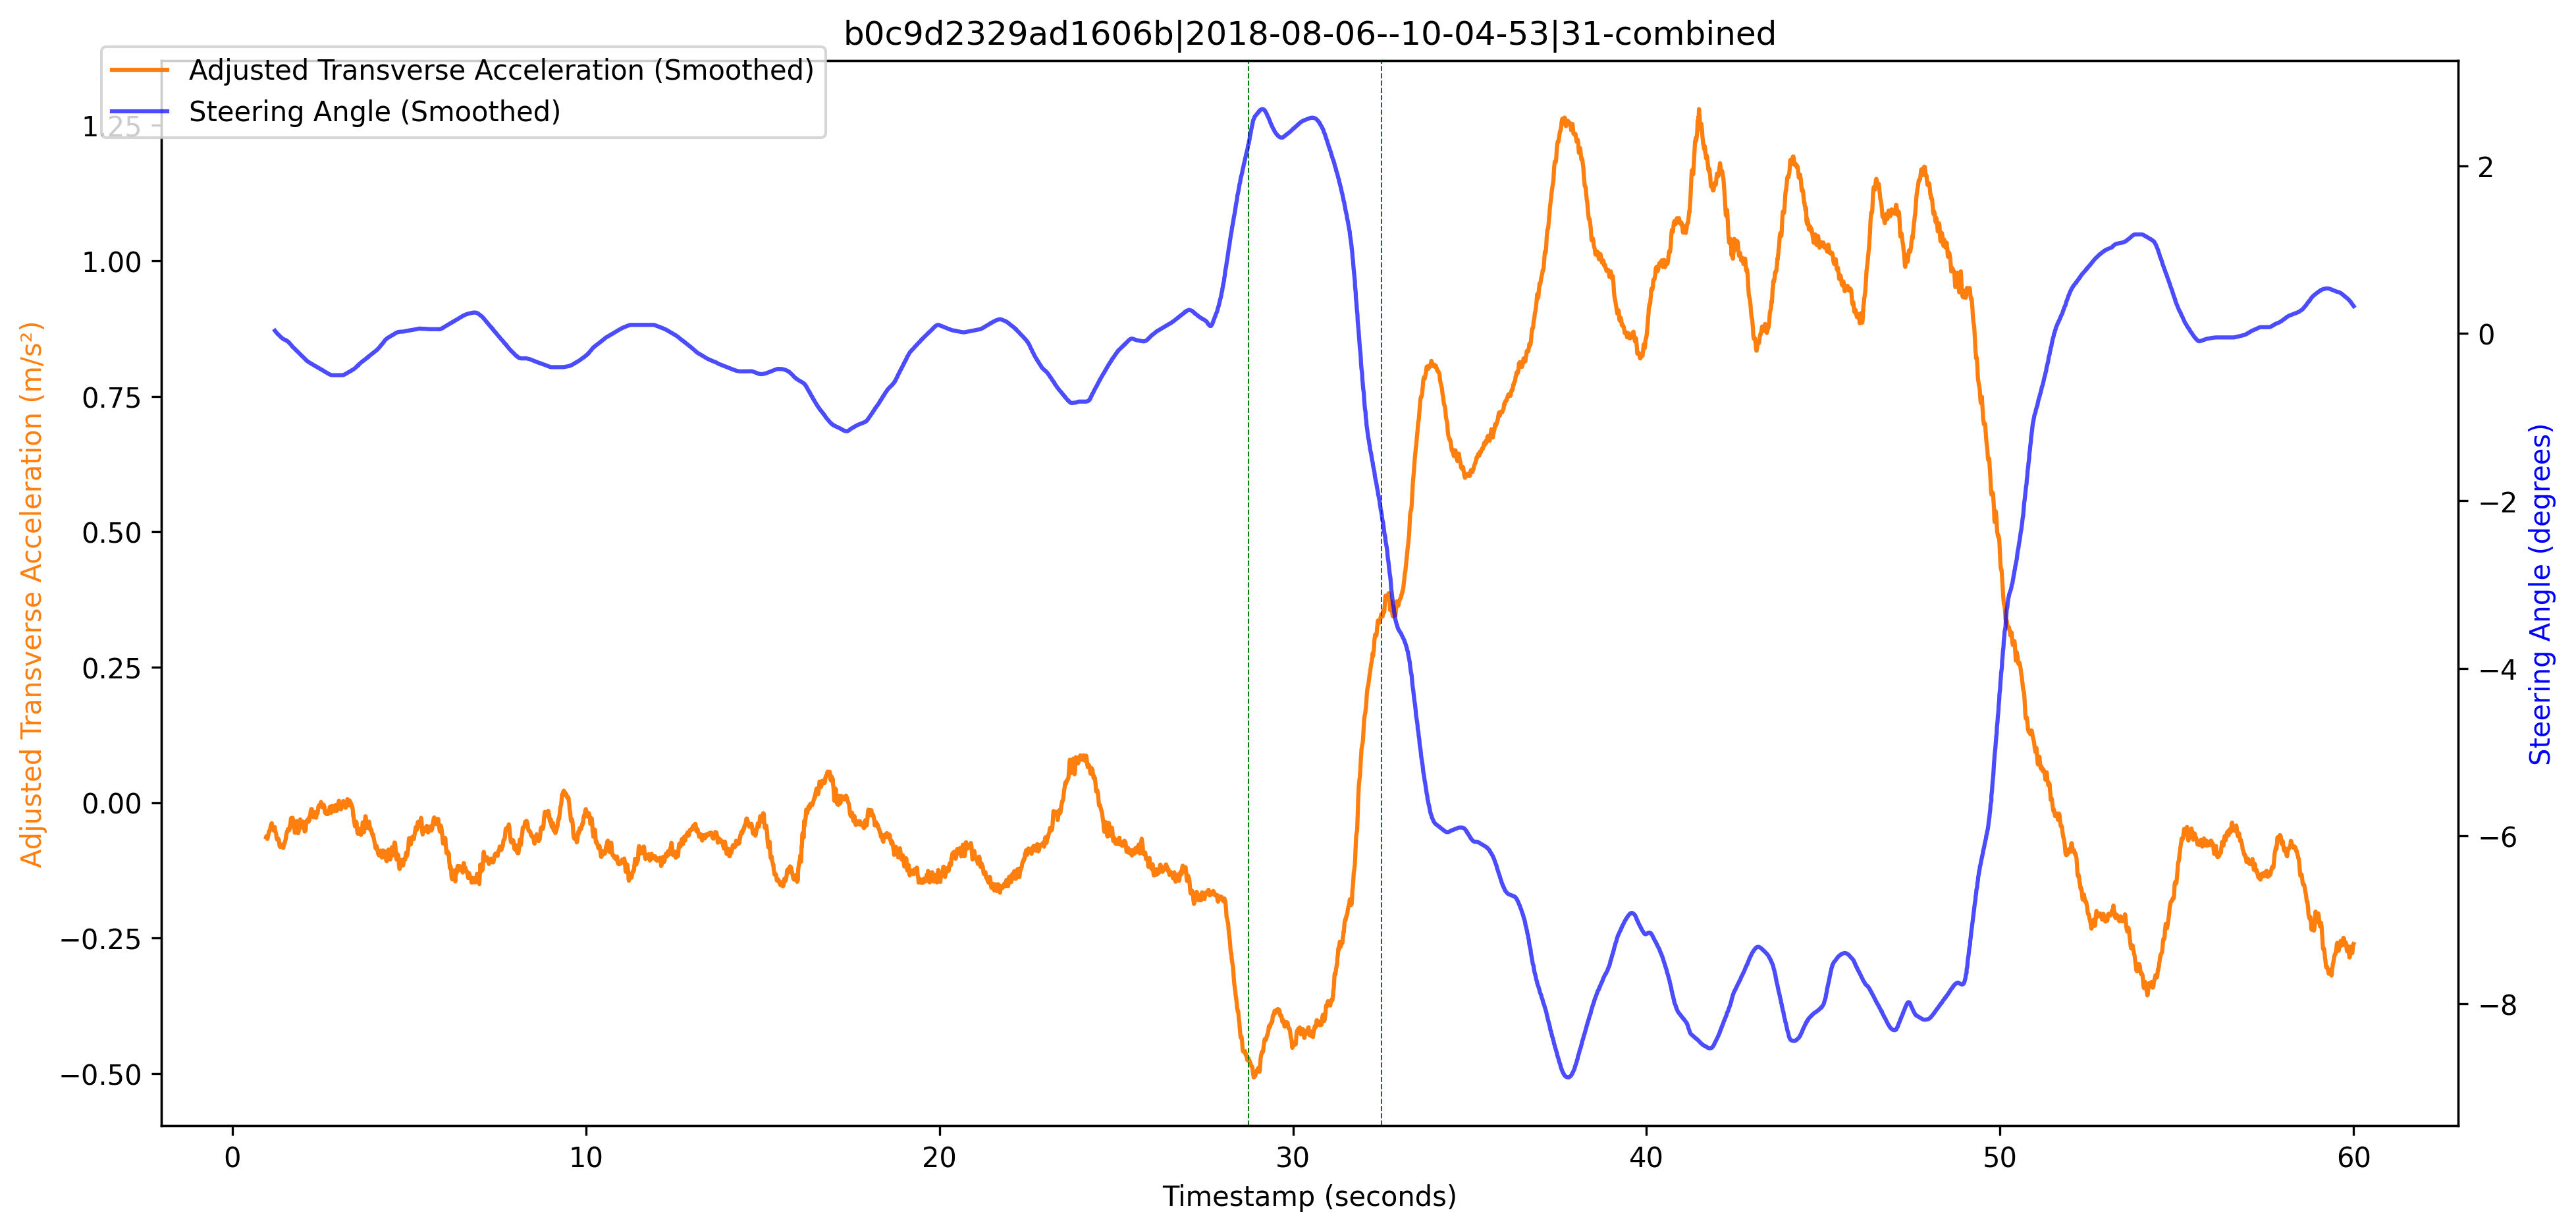 b0c9d2329ad1606b|2018-08-06--10-04-53|31-combined
Adjusted Transverse Acceleration (Smoothed)
Steering Angle (Smoothed)
Adjusted Transverse Acceleration (m/s²)
1.25
1.00
0.75
0.50
0.25
0.00
−0.25
−0.50
2
0
−2
−4
−6
−8
Steering Angle (degrees)
0 10 20 30 40 50 60
Timestamp (seconds)